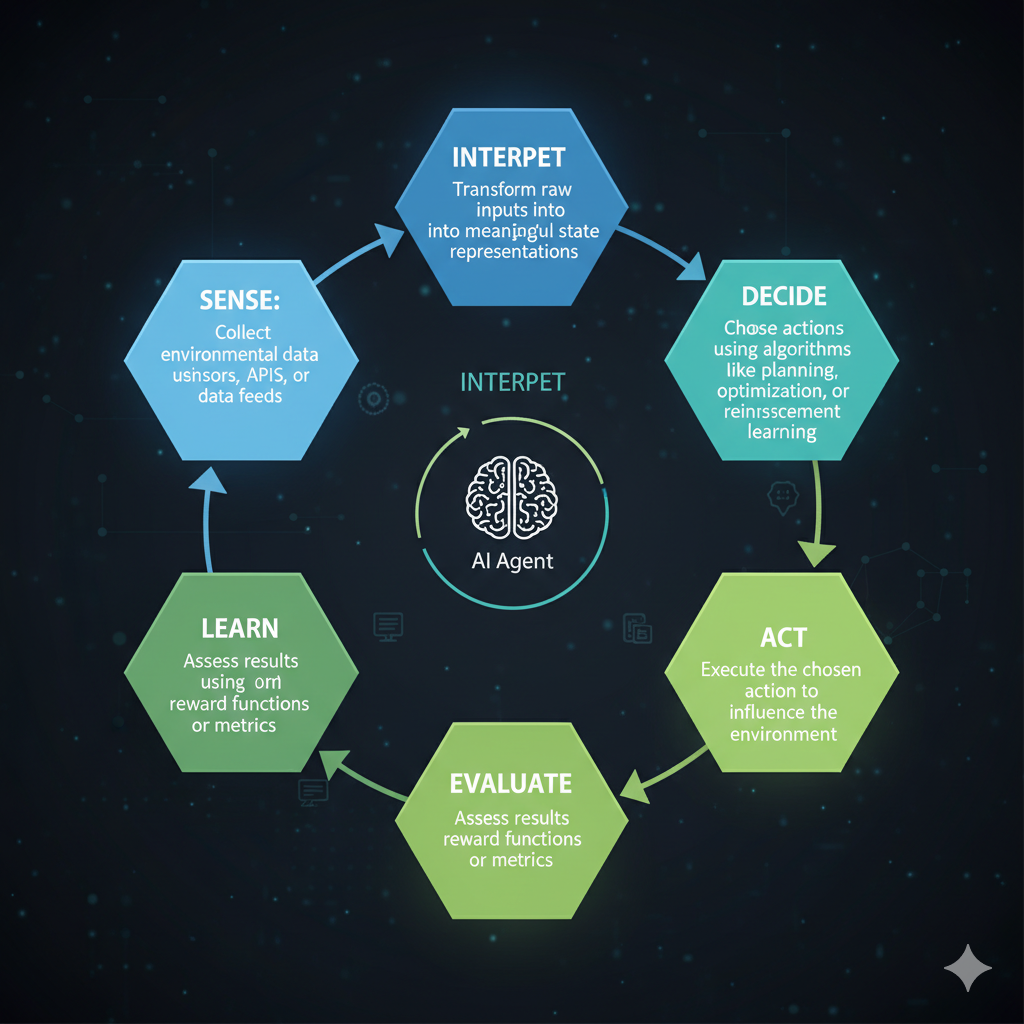 INTERPET
Transform raw
inputs into
into meaningul state
representations
SENSE:
Collect
environmental data
usinsors, APIS, or
data feeds
DECIDE
Chose actions
using algorithms
like planning,
optimization, or
reinrsscement
learning
INTERPET
AI Agent
LEARN
Assess results
using
reward functions
or metrics
ACT
Execute the chosen
action to
influence the
environment
EVALUATE
Assess results
reward functions
or metrics